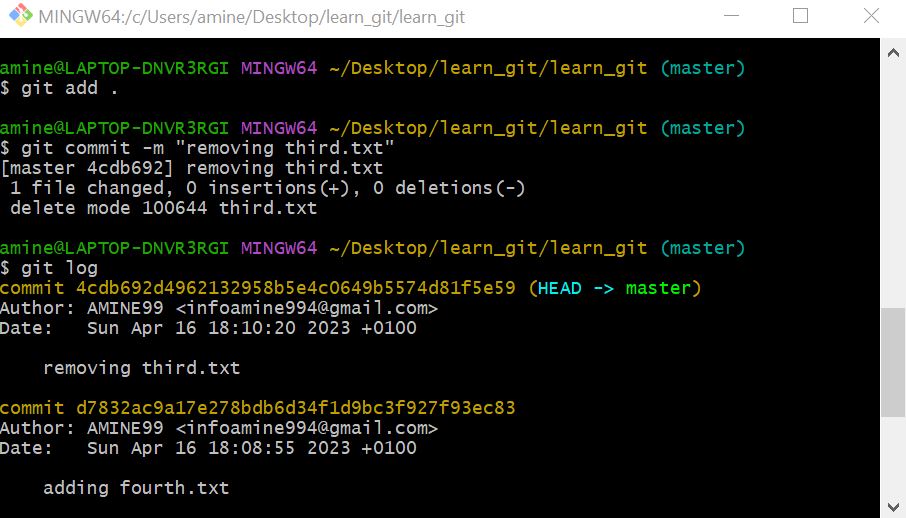 MINGW64:/c/Users/amine/Desktop/learn_git/learn_git
amine@LAPTOP-DNVR3RGI MINGW64 ~/Desktop/learn_git/learn_git (master)
$ git add .
amine@LAPTOP-DNVR3RGI MINGW64 ~/Desktop/learn_git/learn_git (master)
$ git commit -m "removing third.txt"
[master 4cdb692] removing third.txt
 1 file changed, 0 insertions(+), 0 deletions(-)
 delete mode 100644 third.txt
amine@LAPTOP-DNVR3RGI MINGW64 ~/Desktop/learn_git/learn_git (master)
$ git log
commit 4cdb692d4962132958b5e4c0649b5574d81f5e59 (HEAD -> master)
Author: AMINE99 <infoamine994@gmail.com>
Date:   Sun Apr 16 18:10:20 2023 +0100
    removing third.txt
commit d7832ac9a17e278bdb6d34f1d9bc3f927f93ec83
Author: AMINE99 <infoamine994@gmail.com>
Date:   Sun Apr 16 18:08:55 2023 +0100
    adding fourth.txt